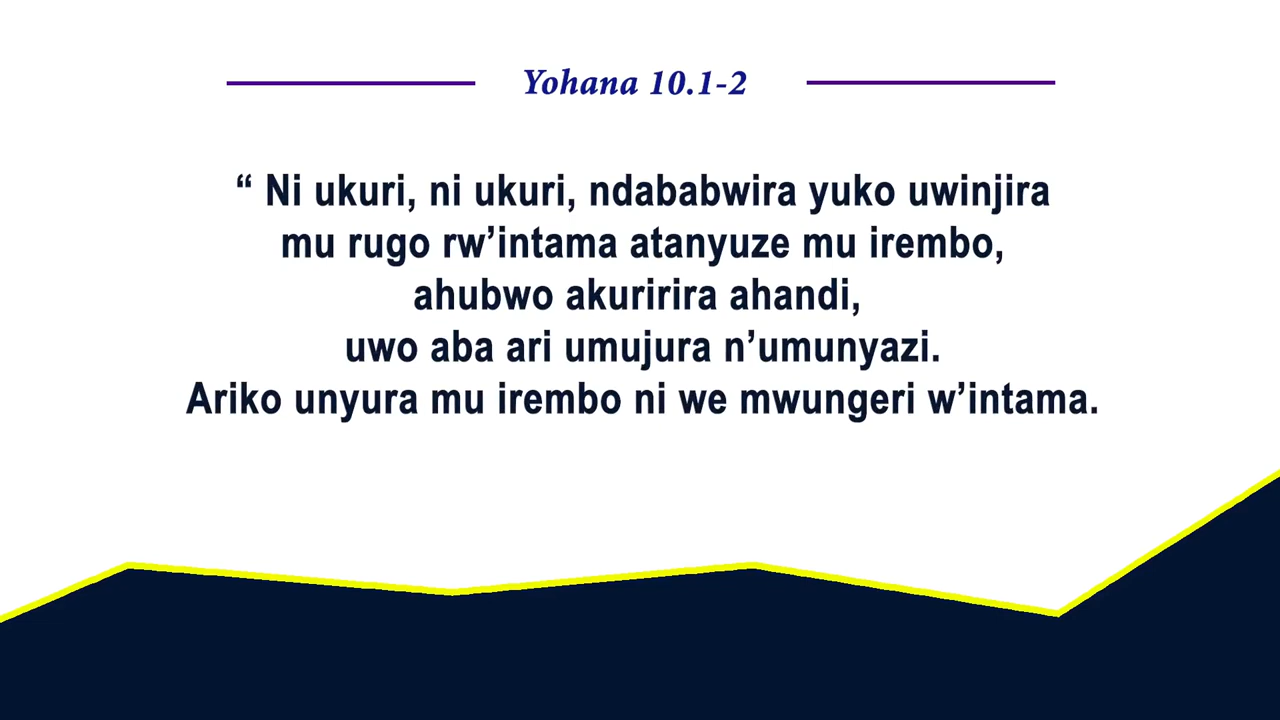 Yohana 10.1-2
“ Ni ukuri, ni ukuri, ndababwira yuko uwinjira
mu rugo rw’intama atanyuze mu irembo,
ahubwo akuririra ahandi,
uwo aba ari umujura n’umunyazi.
Ariko unyura mu irembo ni we mwungeri w’intama.